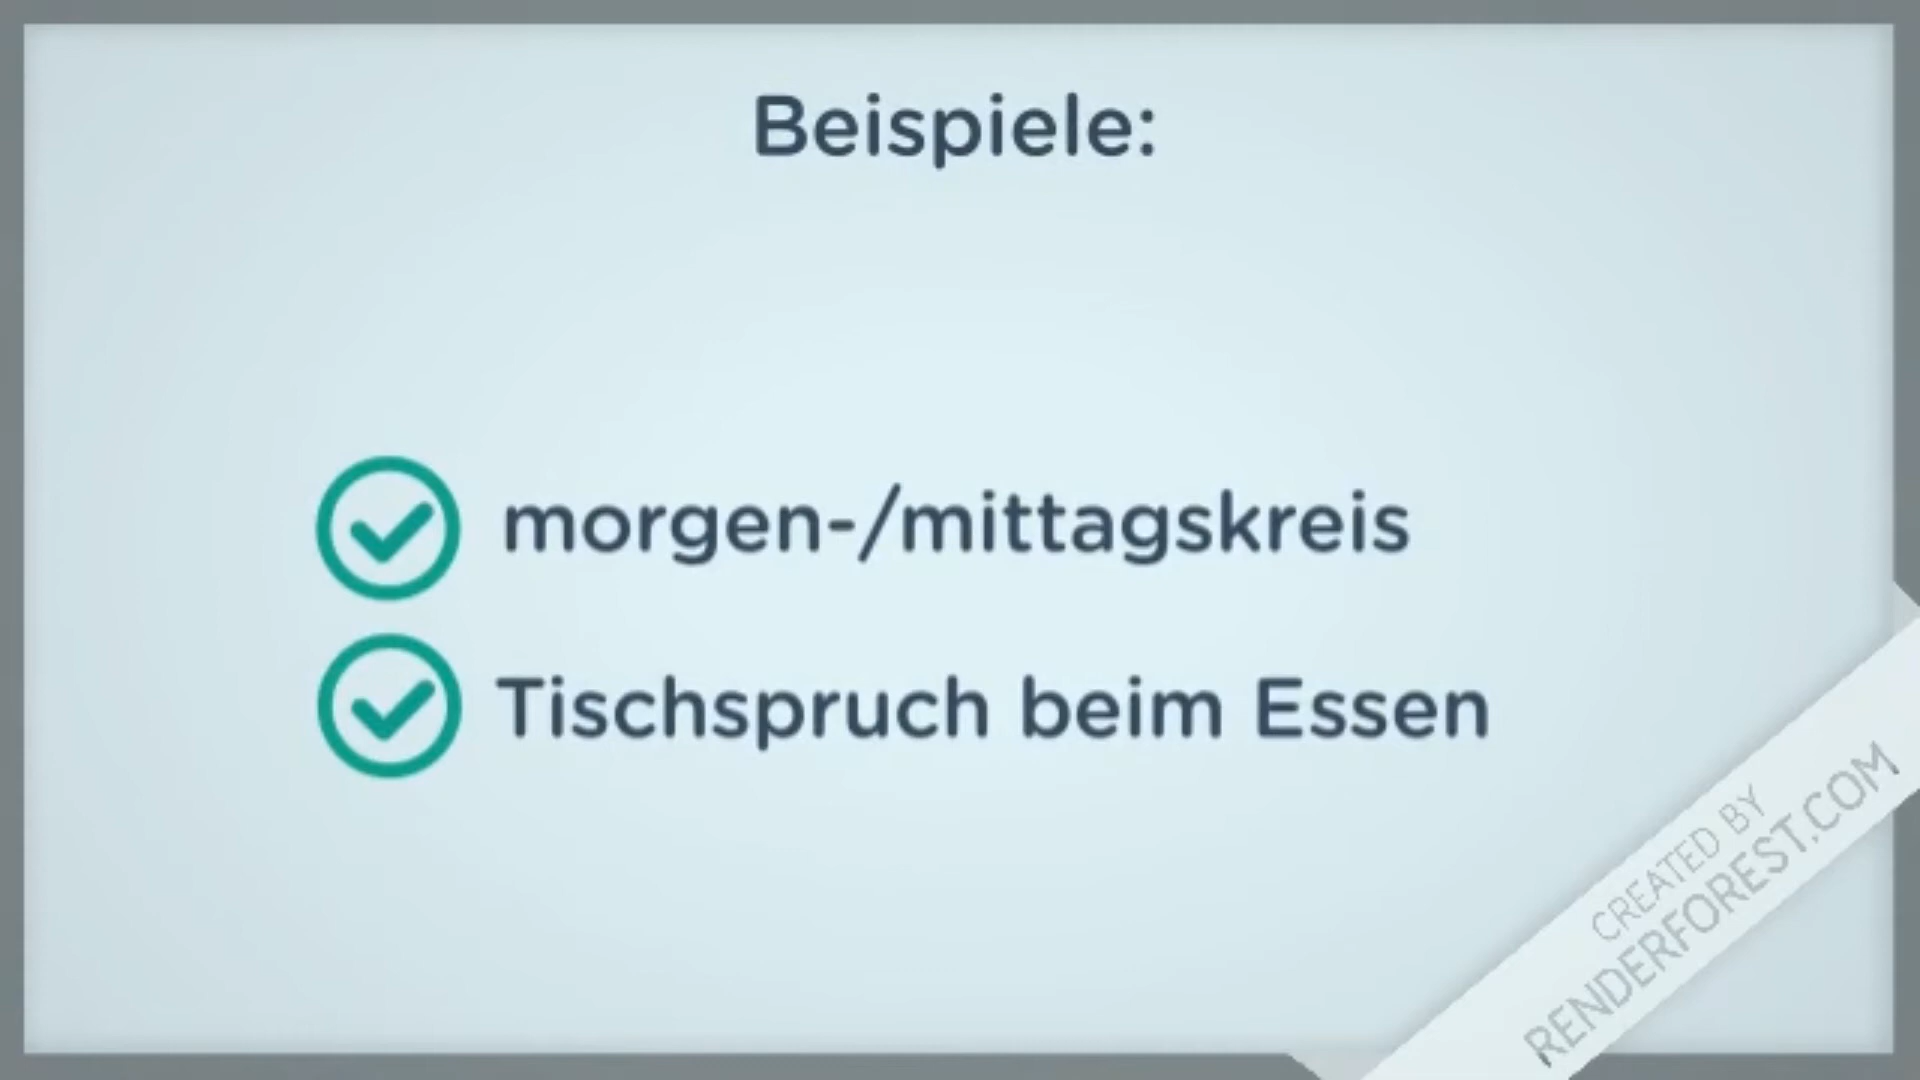 Beispiele:
morgen-/mittagskreis
Tischspruch beim Essen
CREATED BY
RENDERFOREST.COM